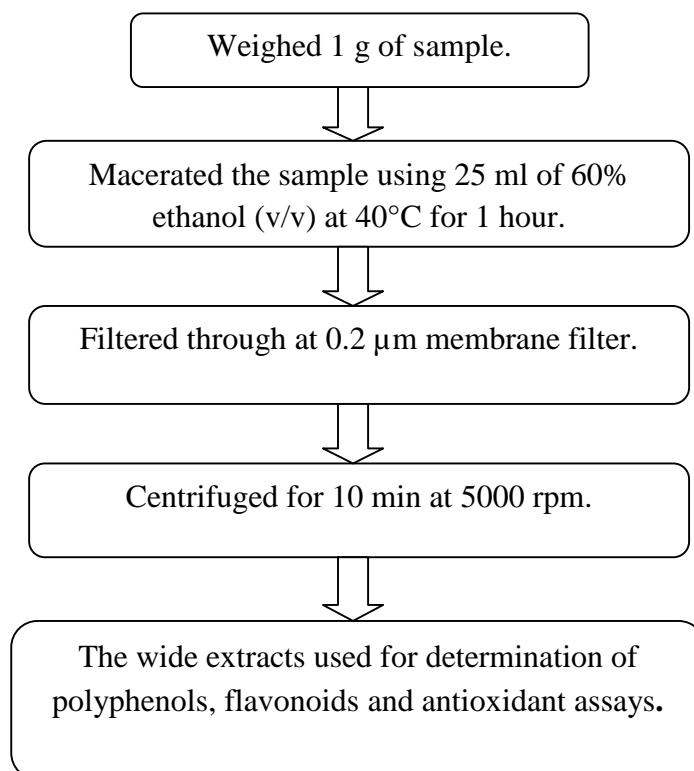 Weighed 1 g of sample.
Macerated the sample using 25 ml of 60%
ethanol (v/v) at 40°C for 1 hour.
Filtered through at 0.2 µm membrane filter.
Centrifuged for 10 min at 5000 rpm.
The wide extracts used for determination of
polyphenols, flavonoids and antioxidant assays.